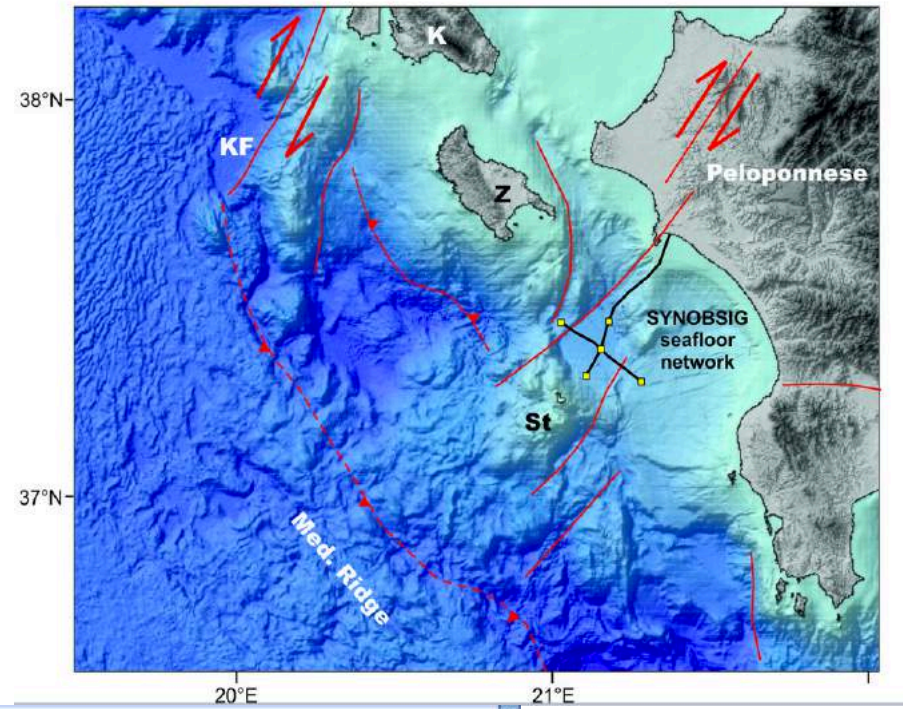 K
38°N
KF
Peloponnese
Z
SYNOBSIG
seafloor
network
St
37°N
Med. Ridge
20°E
21°E